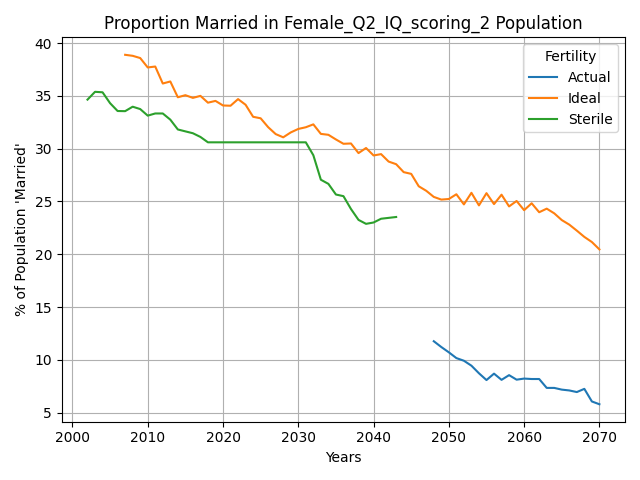 Proportion Married in Female_Q2_IQ_scoring_2 Population
% of Population 'Married'
40
35
30
25
20
15
10
5
Fertility
Actual
Ideal
Sterile
2000 2010 2020 2030 2040 2050 2060 2070
Years